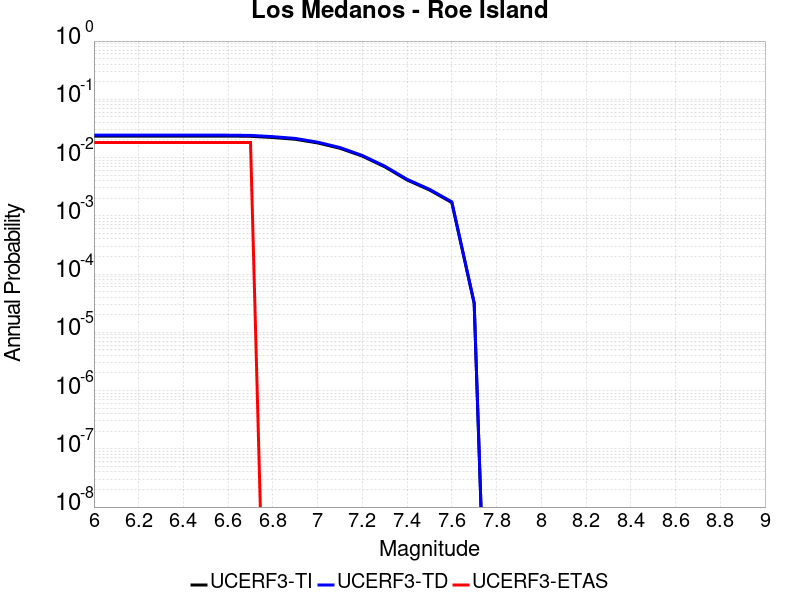 Los Medanos - Roe Island
10^0
10^-1
10^-2
10^-3
10^-4
10^-5
10^-6
10^-7
10^-8
Annual Probability
6 6.2 6.4 6.6 6.8 7 7.2 7.4 7.6 7.8 8 8.2 8.4 8.6 8.8 9
Magnitude
UCERF3-TI UCERF3-TD UCERF3-ETAS